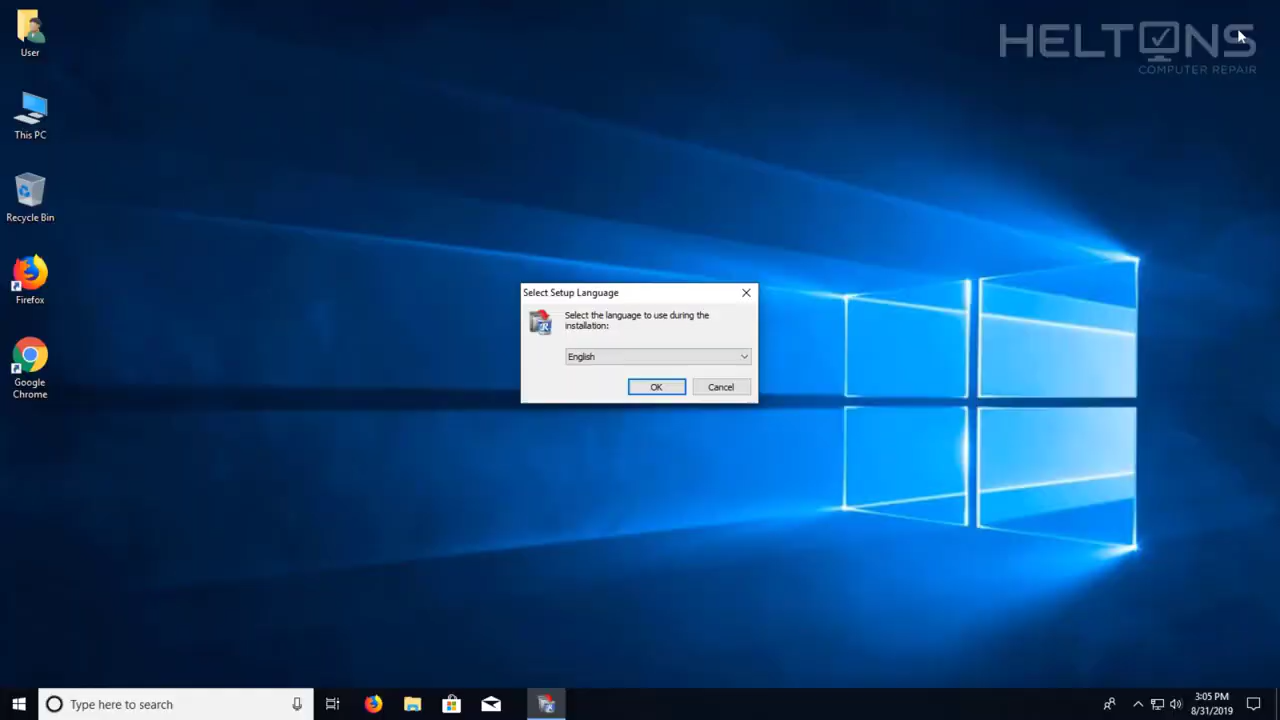 User
This PC
Recycle Bin
Firefox
Google
Chrome
HELTONS
COMPUTER REPAIR
Select Setup Language
Select the language to use during the
installation:
English
OK
Cancel
Type here to search
3:05 PM
8/31/2019